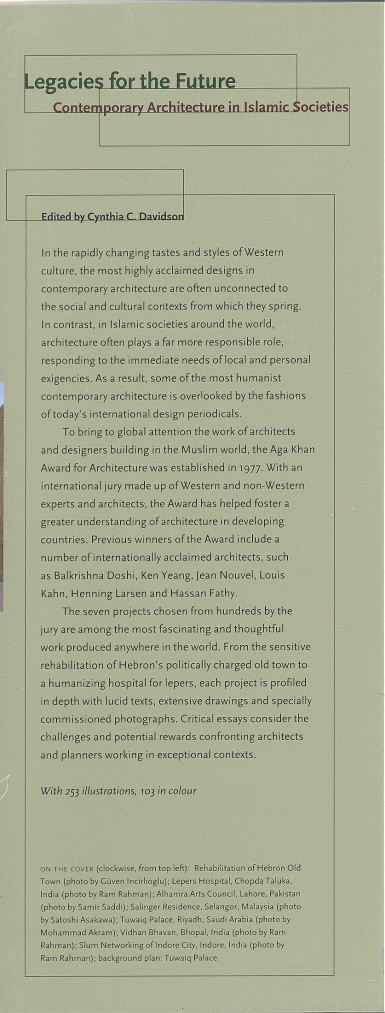 Legacies for the Future
Contemporary Architecture in Islamic Societies
Edited by Cynthia C. Davidson
In the rapidly changing tastes and styles of Western
culture, the most highly acclaimed designs in
contemporary architecture are often unconnected to
the social and cultural contexts from which they spring.
In contrast, in Islamic societies around the world,
architecture often plays a far more responsible role,
responding to the immediate needs of local and personal
exigencies. As a result, some of the most humanist
contemporary architecture is overlooked by the fashions
of today's international design periodicals.
To bring to global attention the work of architects
and designers building in the Muslim world, the Aga Khan
Award for Architecture was established in 1977. With an
international jury made up of Western and non-Western
experts and architects, the Award has helped foster a
greater understanding of architecture in developing
countries. Previous winners of the Award include a
number of internationally acclaimed architects, such
as Balkrishna Doshi, Ken Yeang, Jean Nouvel, Louis
Kahn, Henning Larsen and Hassan Fathy.
The seven projects chosen from hundreds by the
jury are among the most fascinating and thoughtful
work produced anywhere in the world. From the sensitive
rehabilitation of Hebron's politically charged old town to
a humanizing hospital for lepers, each project is profiled
in depth with lucid texts, extensive drawings and specially
commissioned photographs. Critical essays consider the
challenges and potential rewards confronting architects
and planners working in exceptional contexts.
With 253 illustrations, 103 in colour
ON THE COVER (clockwise, from top left): Rehabilitation of Hebron Old
Town (photo by Güven Incirlioglu); Lepers Hospital, Chopda Taluka,
India (photo by Ram Rahman); Alhamra Arts Council, Lahore, Pakistan
(photo by Samir Saddi); Salinger Residence, Selangor, Malaysia (photo
by Satoshi Asakawa); Tuwaiq Palace, Riyadh, Saudi Arabia (photo by
Mohammad Akram); Vidhan Bhavan, Bhopal, India (photo by Ram
Rahman); Slum Networking of Indore City, Indore, India (photo by
Ram Rahman); background plan: Tuwaiq Palace.